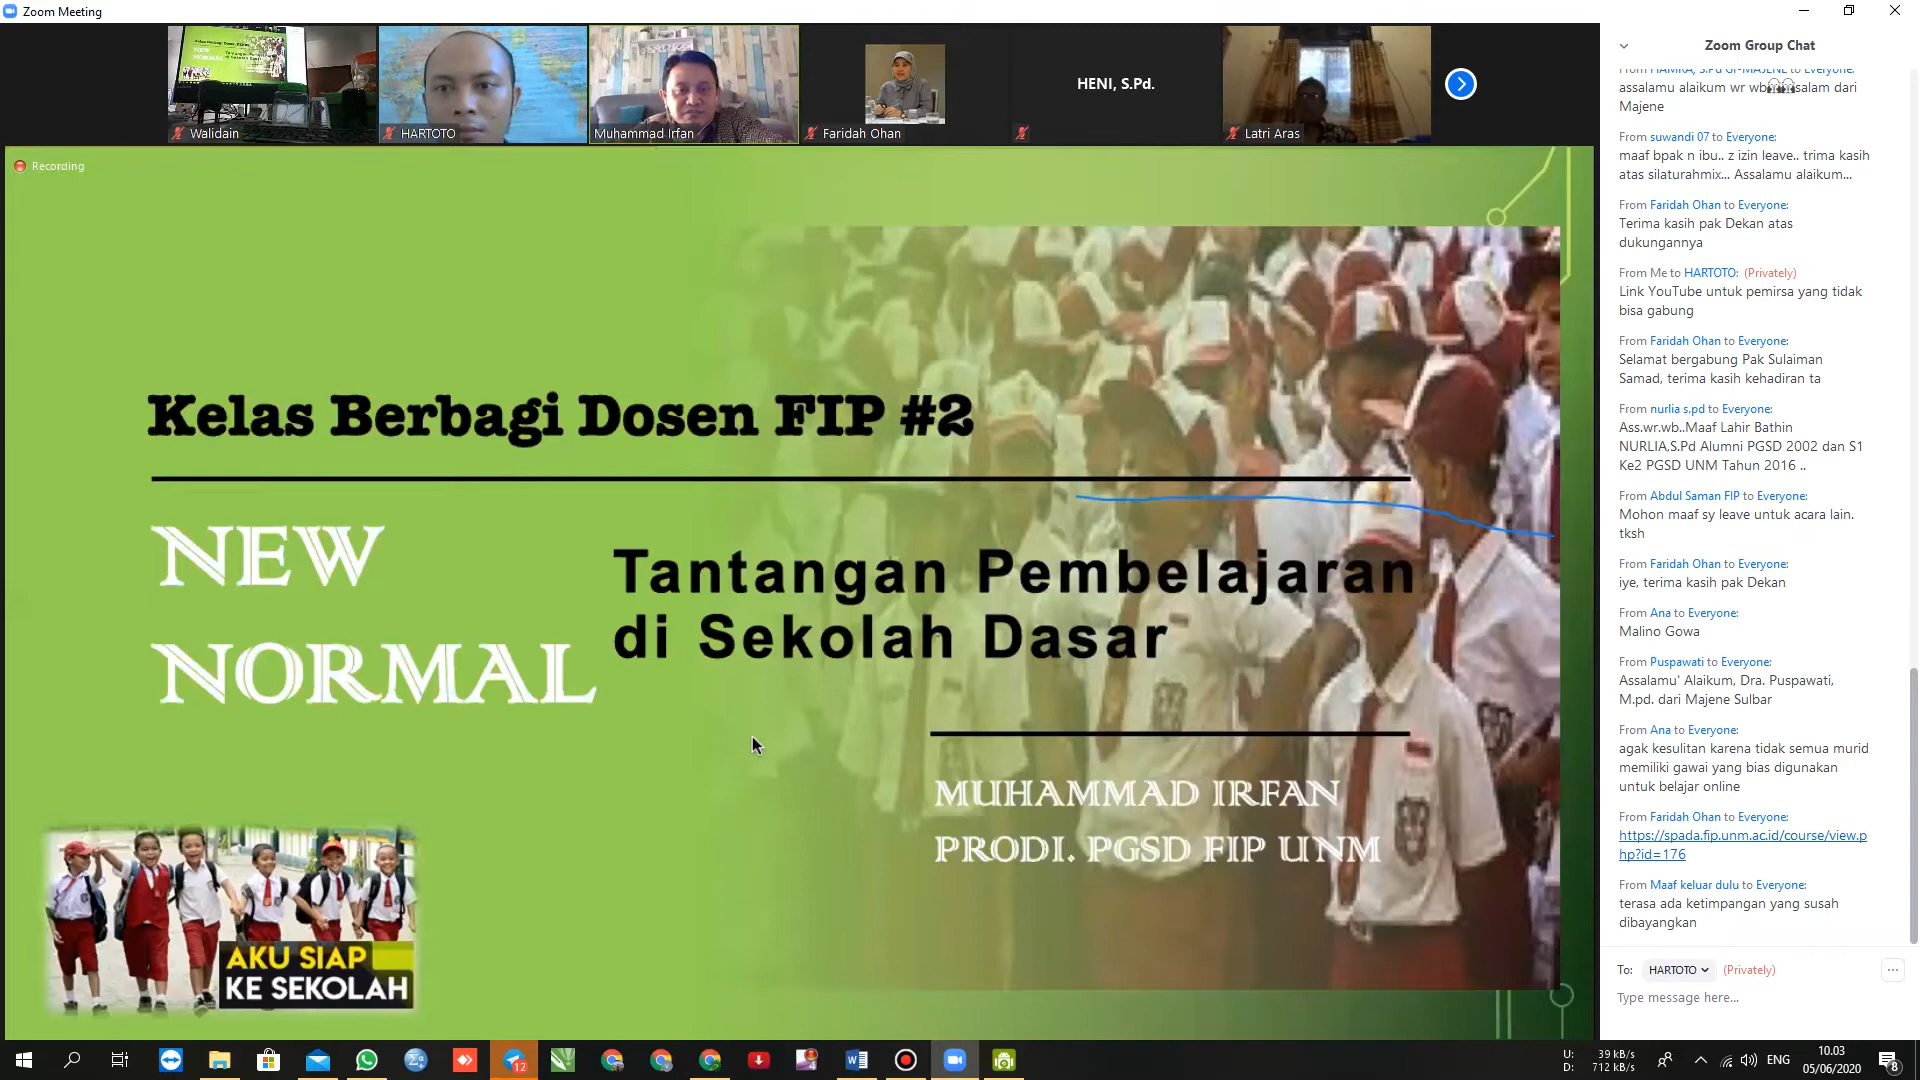 Zoom Meeting
Walidain
HARTOTO
Muhammad Irfan
Faridah Ohan
HENI, S.Pd.
Latri Aras
Recording
Kelas Berbagi Dosen FIP #2
NEW
NORMAL
Tantangan Pembelajaran
di Sekolah Dasar
MUHAMMAD IRFAN
PRODI. PGSD FIP UNM
AKU SIAP
KE SEKOLAH
Zoom Group Chat
From HAMKA, S.Pd GI-MAJENE to Everyone:
assalamu alaikum wr wb salam dari
Majene
From suwandi 07 to Everyone:
maaf bpak n ibu.. z izin leave.. trima kasih
atas silaturahmix... Assalamu alaikum...
From Faridah Ohan to Everyone:
Terima kasih pak Dekan atas
dukungannya
From Me to HARTOTO: (Privately)
Link YouTube untuk pemirsa yang tidak
bisa gabung
From Faridah Ohan to Everyone:
Selamat bergabung Pak Sulaiman
Samad, terima kasih kehadiran ta
From nurlia s.pd to Everyone:
Ass.wr.wb..Maaf Lahir Bathin
NURLIA,S.Pd Alumni PGSD 2002 dan S1
Ke2 PGSD UNM Tahun 2016 ..
From Abdul Saman FIP to Everyone:
Mohon maaf sy leave untuk acara lain.
tksh
From Faridah Ohan to Everyone:
iye, terima kasih pak Dekan
From Ana to Everyone:
Malino Gowa
From Puspawati to Everyone:
Assalamu' Alaikum, Dra. Puspawati,
M.pd. dari Majene Sulbar
From Ana to Everyone:
agak kesulitan karena tidak semua murid
memiliki gawai yang bias digunakan
untuk belajar online
From Faridah Ohan to Everyone:
https://spada.fip.unm.ac.id/course/view.p
hp?id=176
From Maaf keluar dulu to Everyone:
terasa ada ketimpangan yang susah
dibayangkan
To: HARTOTO (Privately)
Type message here...
12
U: 39 kB/s
D: 712 kB/s
ENG
10.03
05/06/2020
8